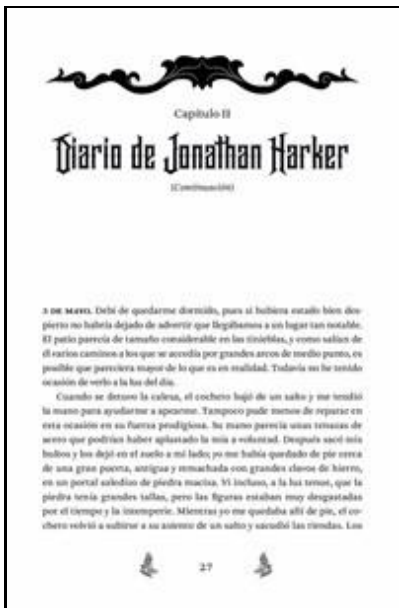 Capítulo II
Diario de Jonathan Harker
(Continuación)
5 DE MAYO. Debí de quedarme dormido, pues si hubiera estado bien des-
pierto no habría dejado de advertir que llegábamos a un lugar tan notable.
El patio parecía de tamaño considerable en las tinieblas, y como salían de
él varios caminos a los que se accedía por grandes arcos de medio punto, es
posible que pareciera mayor de lo que es en realidad. Todavía no he tenido
ocasión de verlo a la luz del día.
Cuando se detuvo la calesa, el cochero bajó de un salto y me tendió
la mano para ayudarme a apearme. Tampoco pude menos de reparar en
esta ocasión en su fuerza prodigiosa. Su mano parecía unas tenazas de
acero que podrían haber aplastado la mía a voluntad. Después sacó mis
bultos y los dejó en el suelo a mi lado; yo me había quedado de pie cerca
de una gran puerta, antigua y remachada con grandes clavos de hierro,
en un portal saledizo de piedra maciza. Vi incluso, a la luz tenue, que la
piedra tenía grandes tallas, pero las figuras estaban muy desgastadas
por el tiempo y la intemperie. Mientras yo me quedaba allí de pie, el co-
chero volvió a subirse a su asiento de un salto y sacudió las riendas. Los
27